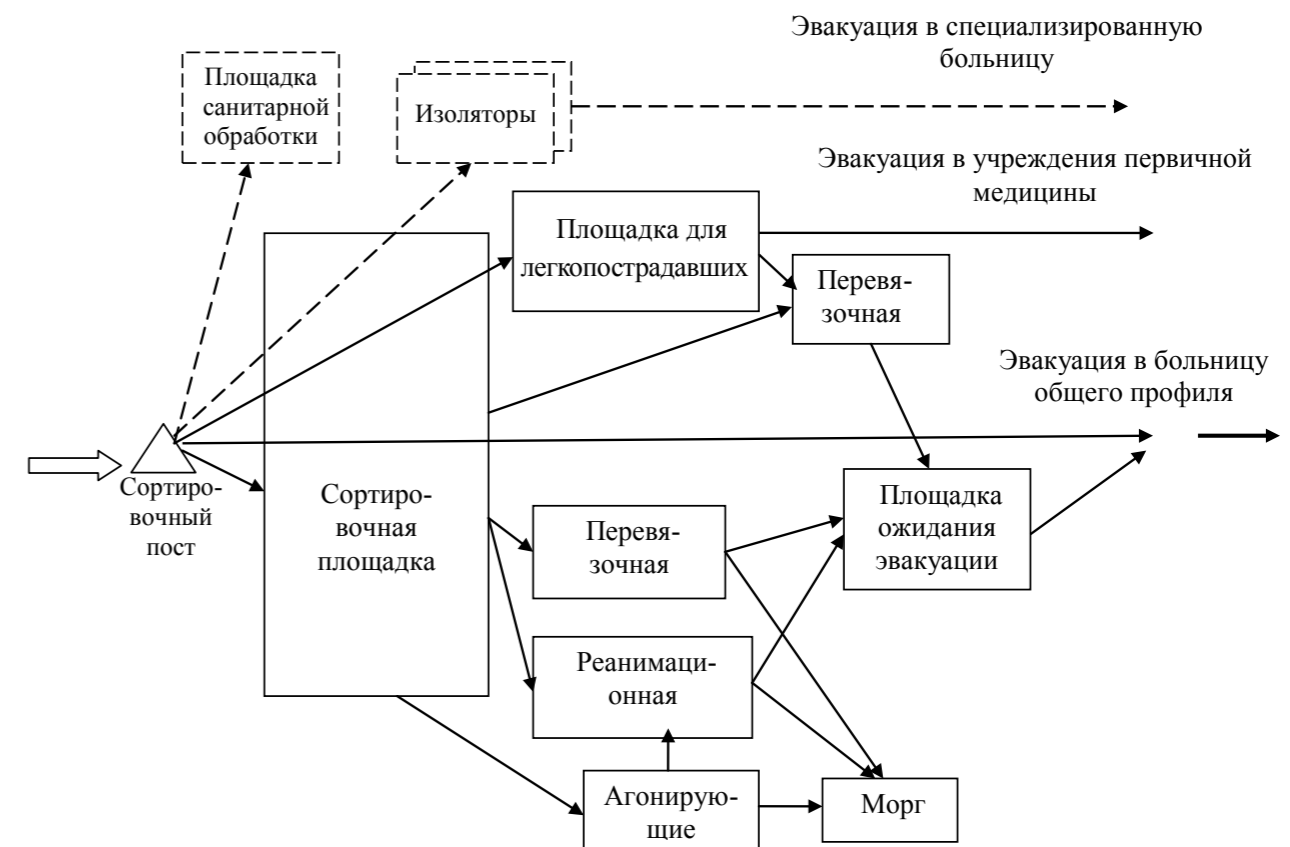 Эвакуация в специализированную
больницу
Площадка
санитарной
обработки
Изоляторы
Эвакуация в учреждения первичной
медицины
Площадка для
легкопострадавших
Перевя-
зочная
Эвакуация в больницу
общего профиля
Сортиро-
вочный
пост
Сортиро-
вочная
площадка
Перевя-
зочная
Площадка
ожидания
эвакуации
Реанимаци-
онная
Агонирую-
щие
Морг